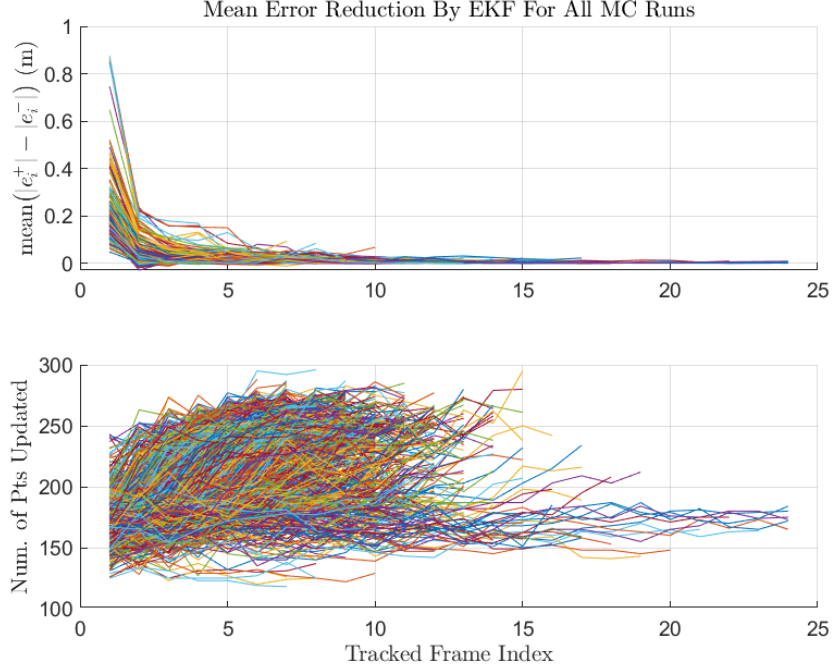 Mean Error Reduction By EKF For All MC Runs
mean(|e_i^+| − |e_i^-|) (m)
1
0.8
0.6
0.4
0.2
0
0 5 10 15 20 25
Num. of Pts Updated
300
250
200
150
100
0 5 10 15 20 25
Tracked Frame Index